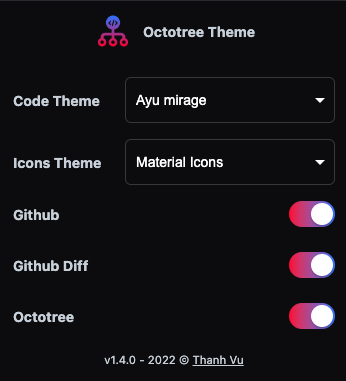 Octotree Theme
Code Theme Ayu mirage
Icons Theme Material Icons
Github
Github Diff
Octotree
v1.4.0 - 2022 © Thanh Vu